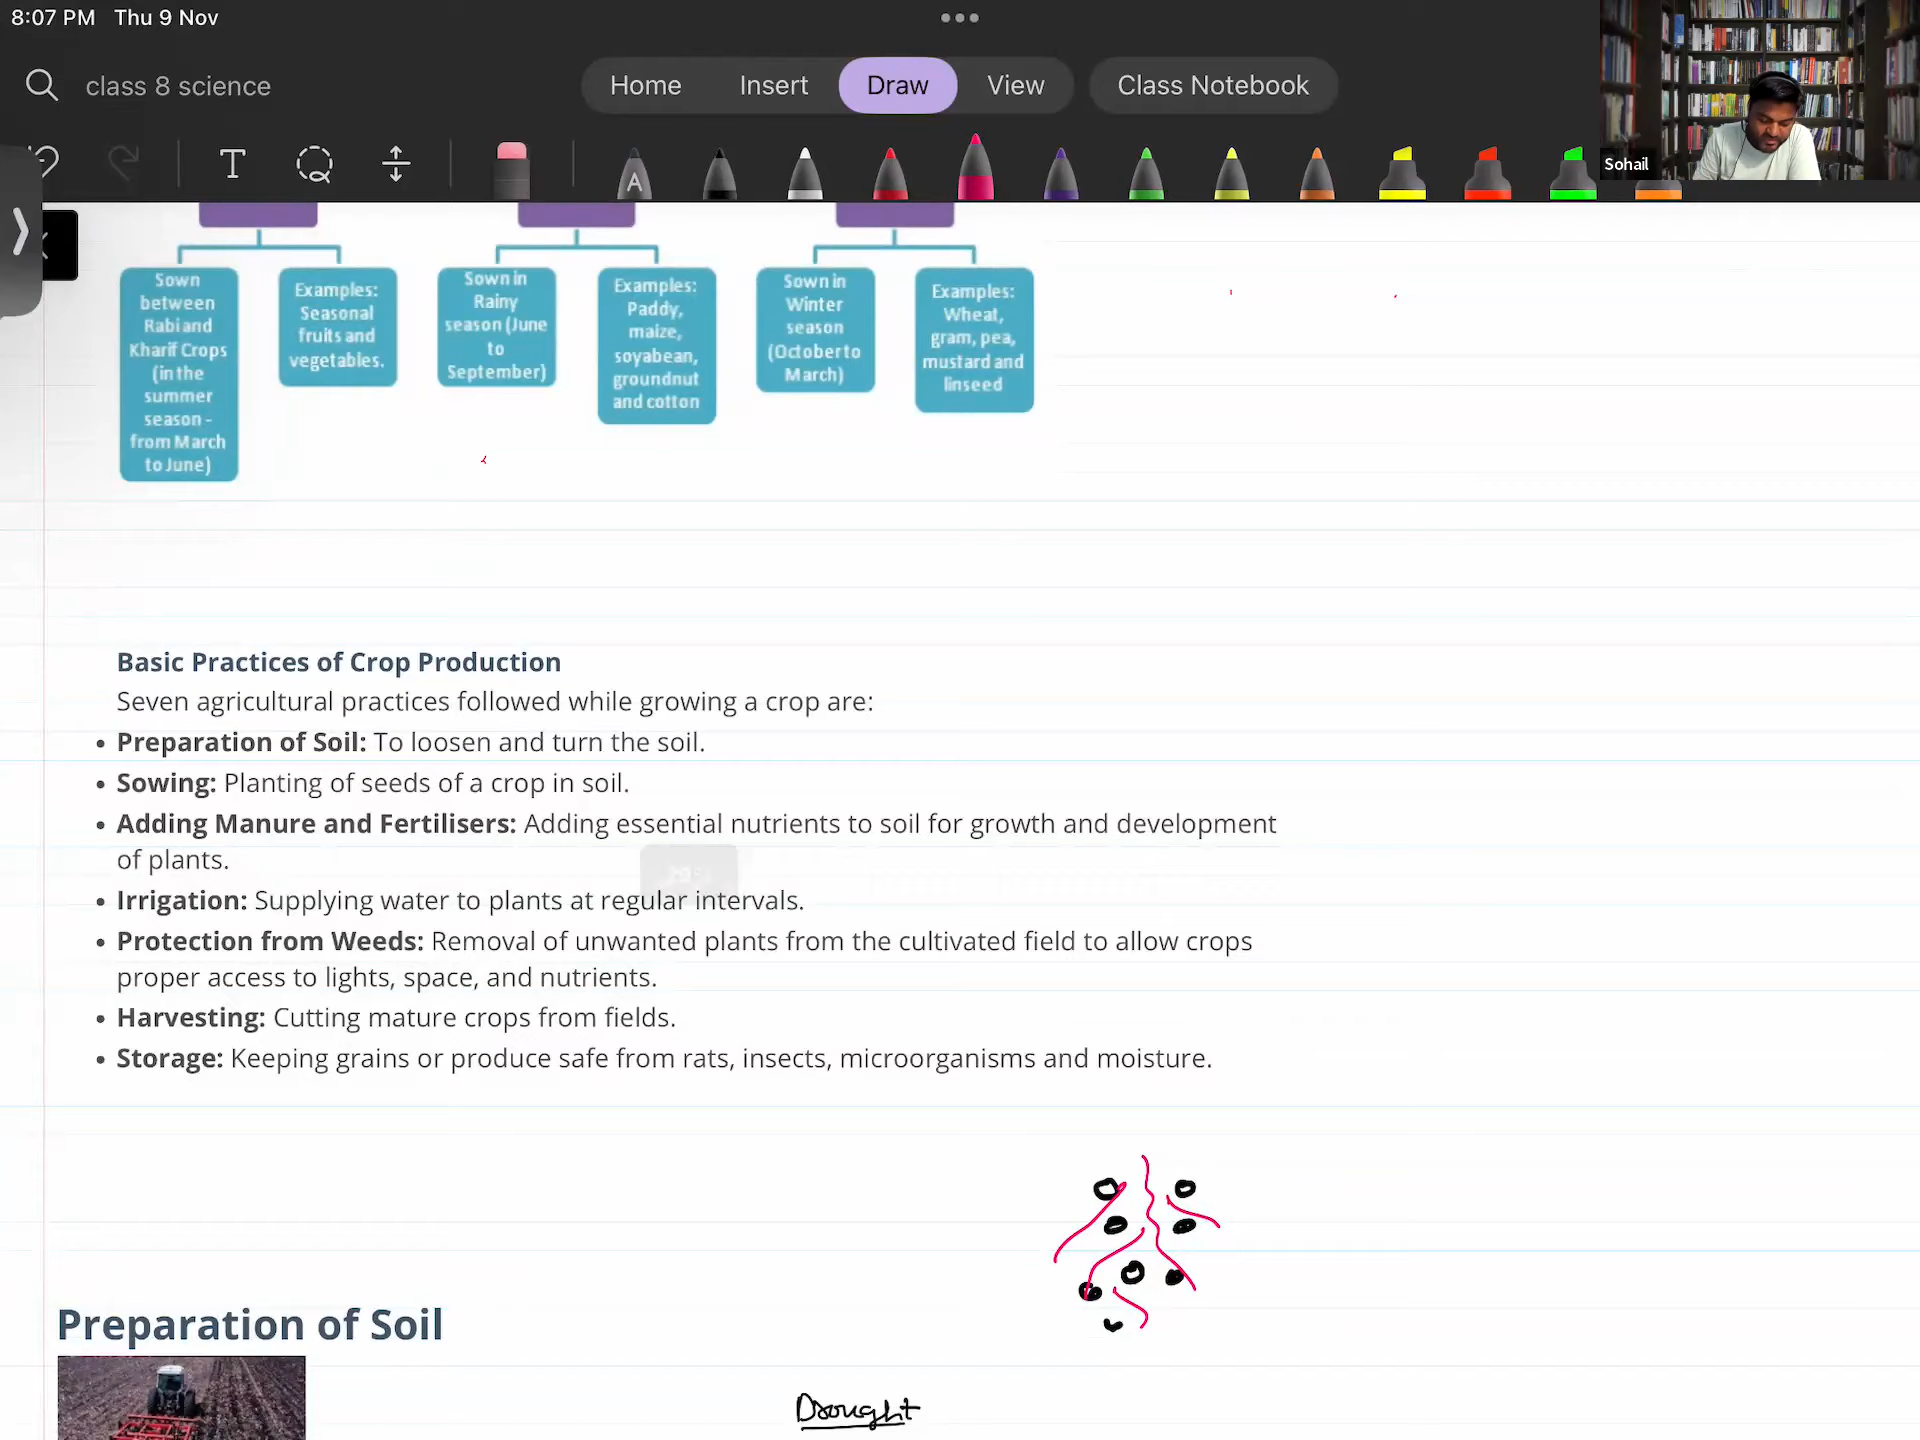 8:07 PM Thu 9 Nov
class 8 science
Home Insert Draw View Class Notebook
Sohail
T
A
Sown
between
Rabi and
Kharif Crops
(in the
summer
season -
from March
to June)
Examples:
Seasonal
fruits and
vegetables.
Sown in
Rainy
season (June
to
September)
Examples:
Paddy,
maize,
soyabean,
groundnut
and cotton
Sown in
Winter
season
(October to
March)
Examples:
Wheat,
gram, pea,
mustard and
linseed
Basic Practices of Crop Production
Seven agricultural practices followed while growing a crop are:
• Preparation of Soil: To loosen and turn the soil.
• Sowing: Planting of seeds of a crop in soil.
• Adding Manure and Fertilisers: Adding essential nutrients to soil for growth and development
of plants.
• Irrigation: Supplying water to plants at regular intervals.
• Protection from Weeds: Removal of unwanted plants from the cultivated field to allow crops
proper access to lights, space, and nutrients.
• Harvesting: Cutting mature crops from fields.
• Storage: Keeping grains or produce safe from rats, insects, microorganisms and moisture.
Preparation of Soil
Drought